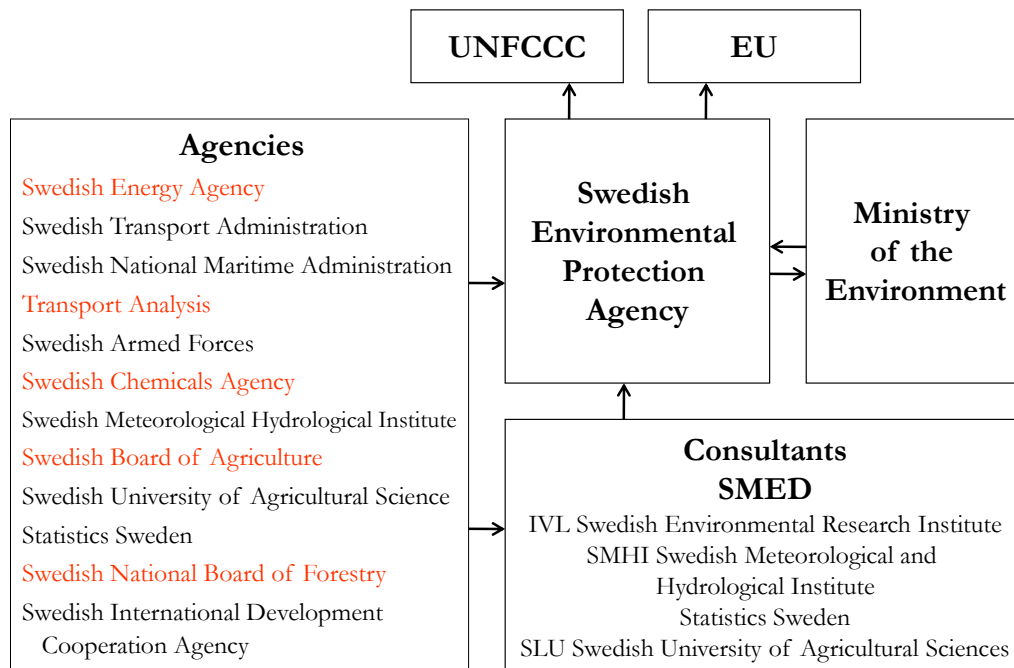 UNFCCC
EU
Agencies
Swedish Energy Agency
Swedish Transport Administration
Swedish National Maritime Administration
Transport Analysis
Swedish Armed Forces
Swedish Chemicals Agency
Swedish Meteorological Hydrological Institute
Swedish Board of Agriculture
Swedish University of Agricultural Science
Statistics Sweden
Swedish National Board of Forestry
Swedish International Development
Cooperation Agency
Swedish
Environmental
Protection
Agency
Ministry
of the
Environment
Consultants
SMED
IVL Swedish Environmental Research Institute
SMHI Swedish Meteorological and
Hydrological Institute
Statistics Sweden
SLU Swedish University of Agricultural Sciences